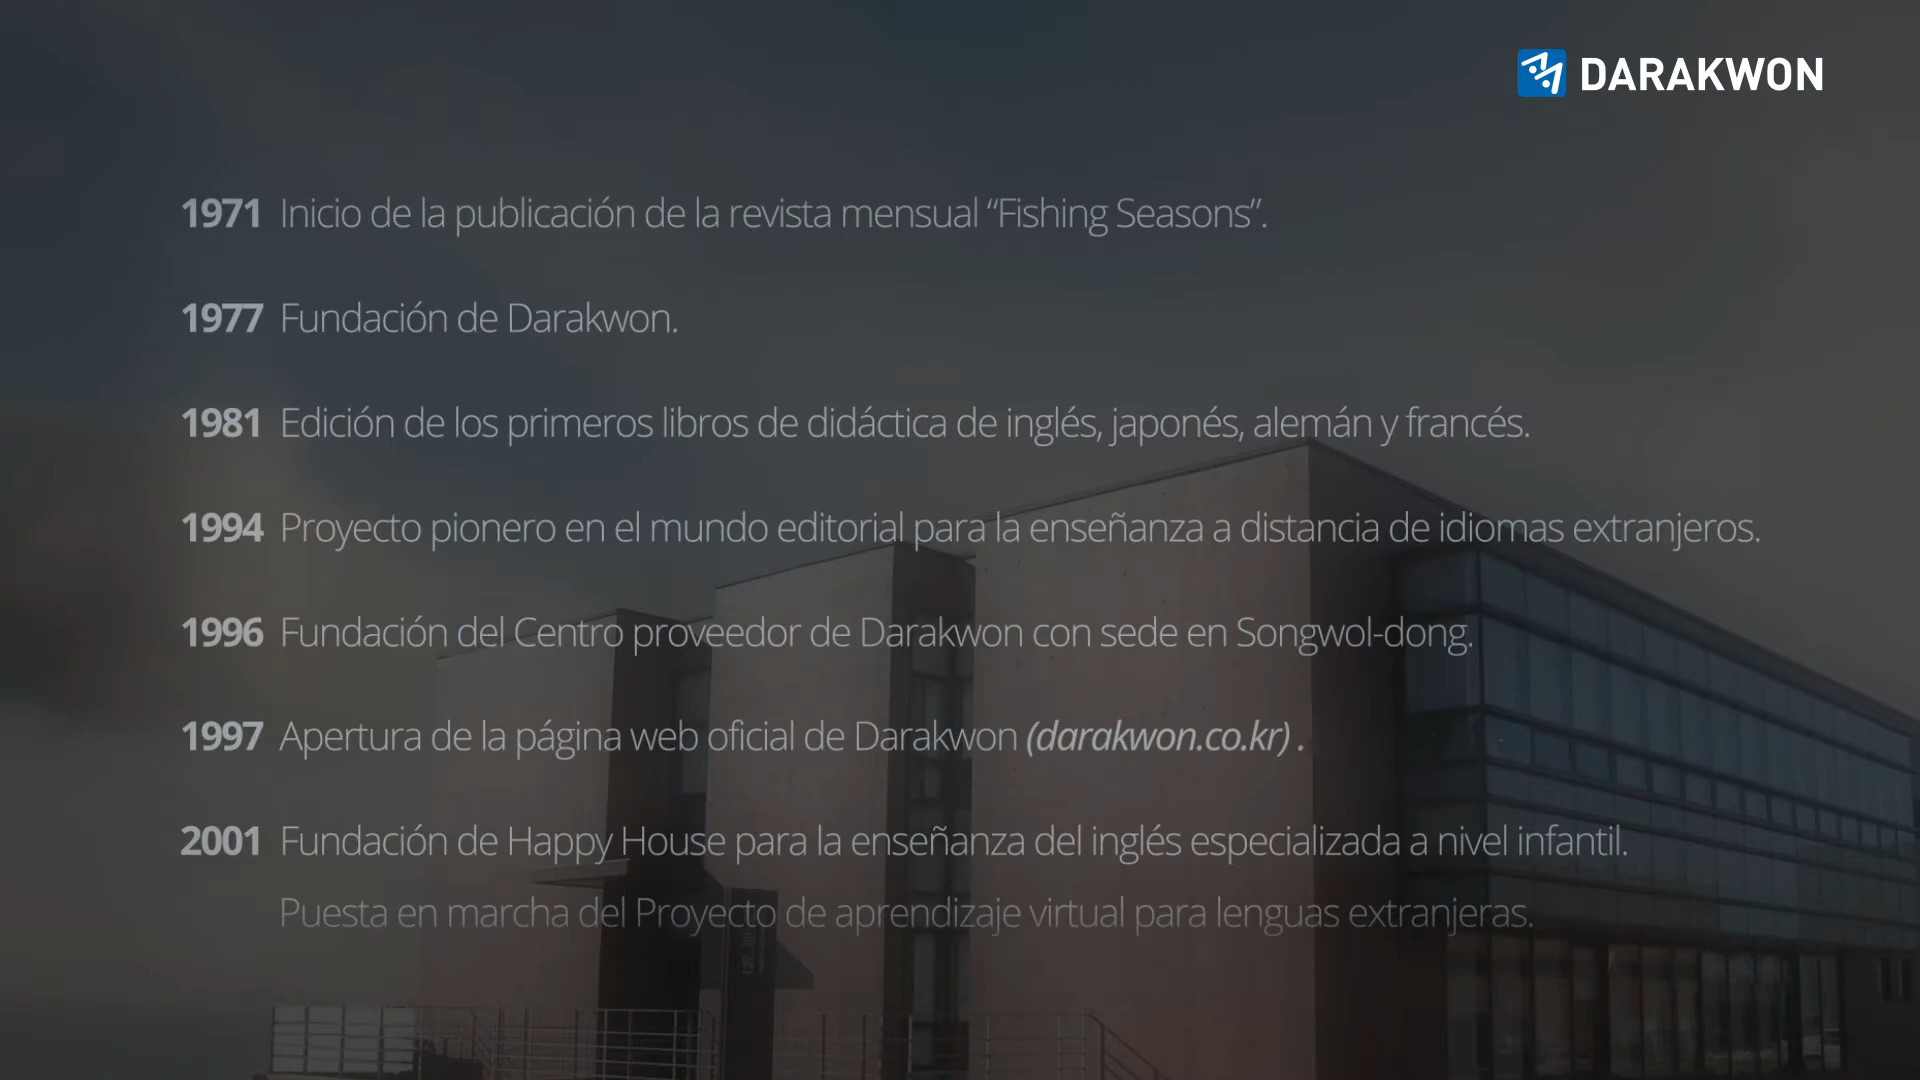 DARAKWON
1971 Inicio de la publicación de la revista mensual “Fishing Seasons”.
1977 Fundación de Darakwon.
1981 Edición de los primeros libros de didáctica de inglés, japonés, alemán y francés.
1994 Proyecto pionero en el mundo editorial para la enseñanza a distancia de idiomas extranjeros.
1996 Fundación del Centro proveedor de Darakwon con sede en Songwol-dong.
1997 Apertura de la página web oficial de Darakwon (darakwon.co.kr) .
2001 Fundación de Happy House para la enseñanza del inglés especializada a nivel infantil.
Puesta en marcha del Proyecto de aprendizaje virtual para lenguas extranjeras.